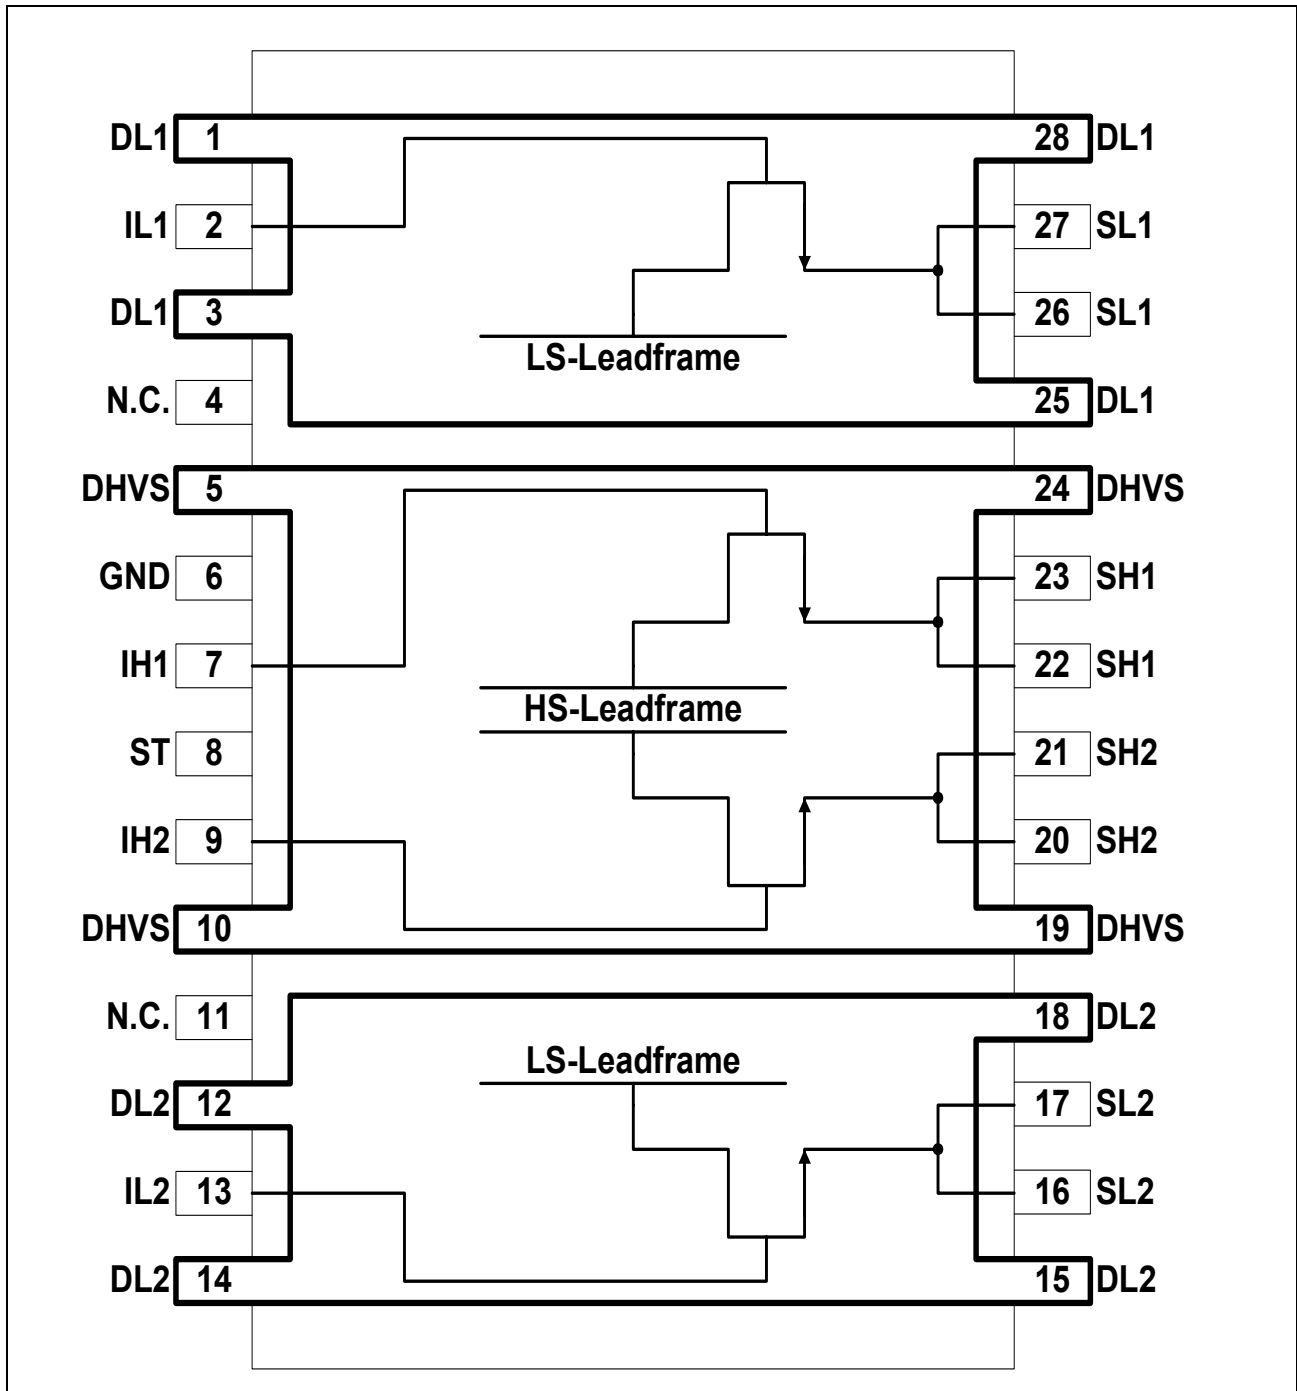 DL1 1 28 DL1
IL1 2 27 SL1
DL1 3 26 SL1
LS-Leadframe
N.C. 4 25 DL1
DHVS 5 24 DHVS
GND 6 23 SH1
IH1 7 22 SH1
HS-Leadframe
ST 8 21 SH2
IH2 9 20 SH2
DHVS 10 19 DHVS
N.C. 11 18 DL2
LS-Leadframe
DL2 12 17 SL2
IL2 13 16 SL2
DL2 14 15 DL2